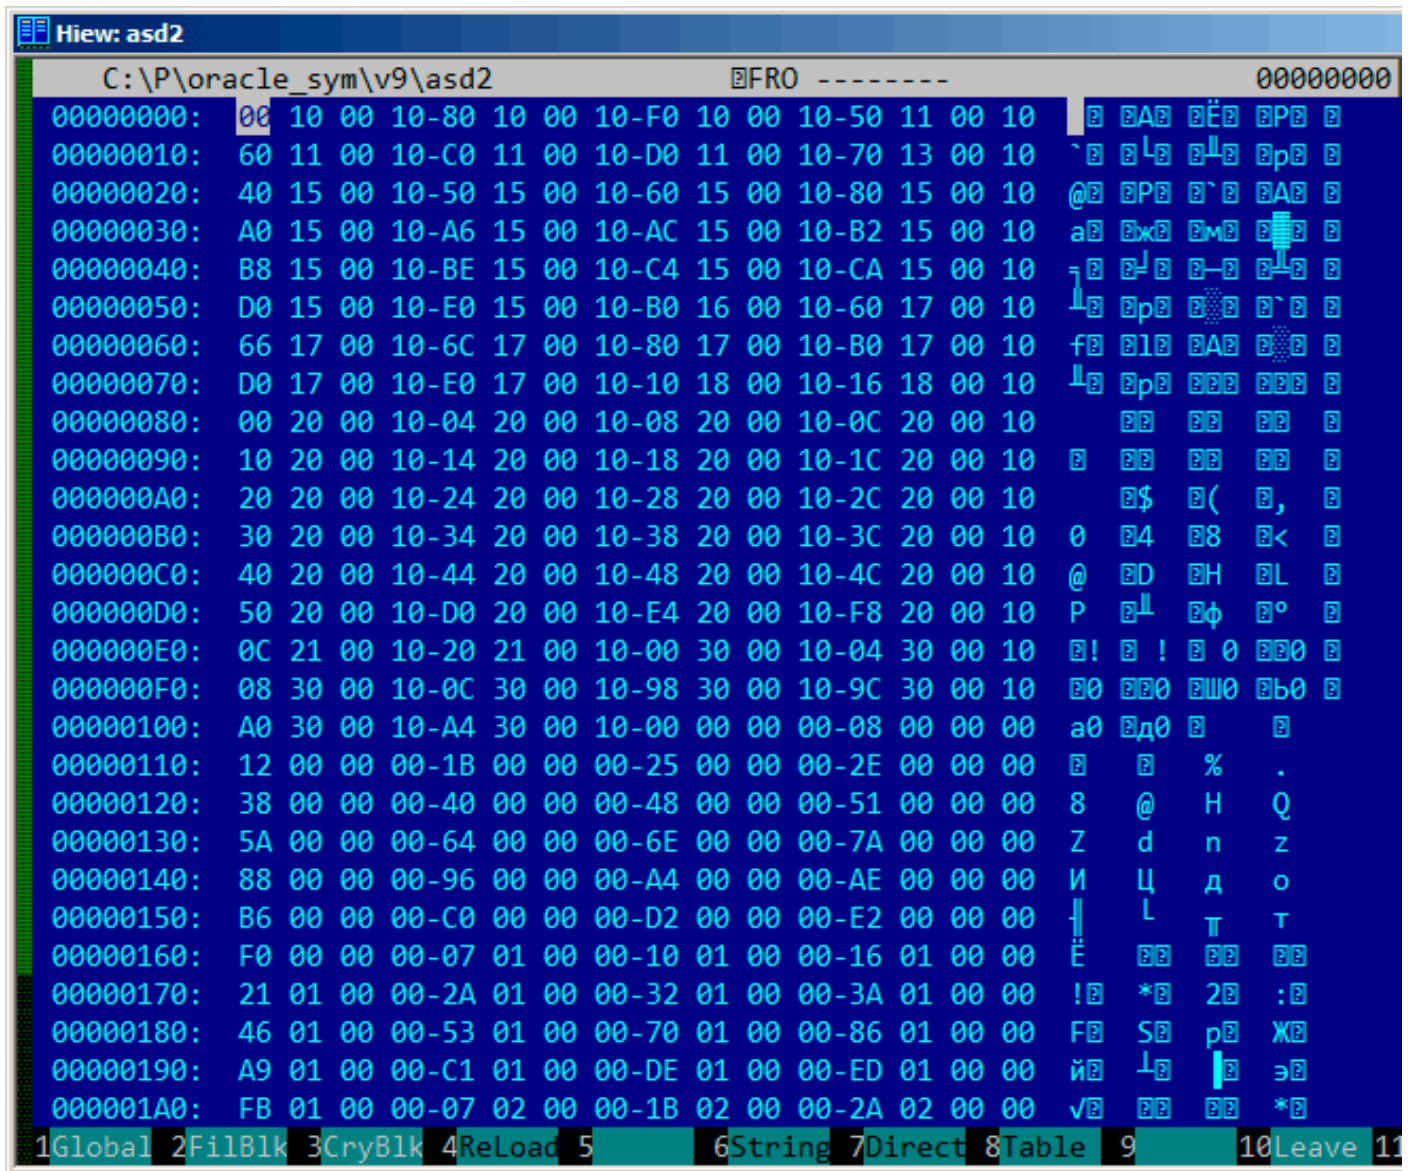 Hiew: asd2
C:\P\oracle_sym\v9\asd2 FRO -------- 00000000
00000000: 00 10 00 10-80 10 00 10-F0 10 00 10-50 11 00 10 А Ё Р
00000010: 60 11 00 10-C0 11 00 10-D0 11 00 10-70 13 00 10 ` └ ╨ p
00000020: 40 15 00 10-50 15 00 10-60 15 00 10-80 15 00 10 @ P ` А
00000030: A0 15 00 10-A6 15 00 10-AC 15 00 10-B2 15 00 10 а ж м ▓
00000040: B8 15 00 10-BE 15 00 10-C4 15 00 10-CA 15 00 10 ╕ ╛ ─ ╩
00000050: D0 15 00 10-E0 15 00 10-B0 16 00 10-60 17 00 10 ╨ р ░ `
00000060: 66 17 00 10-6C 17 00 10-80 17 00 10-B0 17 00 10 f l А ░
00000070: D0 17 00 10-E0 17 00 10-10 18 00 10-16 18 00 10 ╨ р
00000080: 00 20 00 10-04 20 00 10-08 20 00 10-0C 20 00 10
00000090: 10 20 00 10-14 20 00 10-18 20 00 10-1C 20 00 10
000000A0: 20 20 00 10-24 20 00 10-28 20 00 10-2C 20 00 10 $ ( ,
000000B0: 30 20 00 10-34 20 00 10-38 20 00 10-3C 20 00 10 0 4 8 <
000000C0: 40 20 00 10-44 20 00 10-48 20 00 10-4C 20 00 10 @ D H L
000000D0: 50 20 00 10-D0 20 00 10-E4 20 00 10-F8 20 00 10 P ╨ ф °
000000E0: 0C 21 00 10-20 21 00 10-00 30 00 10-04 30 00 10 ! ! 0 0
000000F0: 08 30 00 10-0C 30 00 10-98 30 00 10-9C 30 00 10 0 0 Ш0 Ь0
00000100: A0 30 00 10-A4 30 00 10-00 00 00 00-08 00 00 00 а0 д0
00000110: 12 00 00 00-1B 00 00 00-25 00 00 00-2E 00 00 00 % .
00000120: 38 00 00 00-40 00 00 00-48 00 00 00-51 00 00 00 8 @ H Q
00000130: 5A 00 00 00-64 00 00 00-6E 00 00 00-7A 00 00 00 Z d n z
00000140: 88 00 00 00-96 00 00 00-A4 00 00 00-AE 00 00 00 И Ц д о
00000150: B6 00 00 00-C0 00 00 00-D2 00 00 00-E2 00 00 00 ╢ └ ╥ т
00000160: F0 00 00 00-07 01 00 00-10 01 00 00-16 01 00 00 Ё
00000170: 21 01 00 00-2A 01 00 00-32 01 00 00-3A 01 00 00 ! * 2 :
00000180: 46 01 00 00-53 01 00 00-70 01 00 00-86 01 00 00 F S p Ж
00000190: A9 01 00 00-C1 01 00 00-DE 01 00 00-ED 01 00 00 й ┴ ▐ э
000001A0: FB 01 00 00-07 02 00 00-1B 02 00 00-2A 02 00 00 √ *
1Global 2FilBlk 3CryBlk 4ReLoad 5 6String 7Direct 8Table 9 10Leave 11